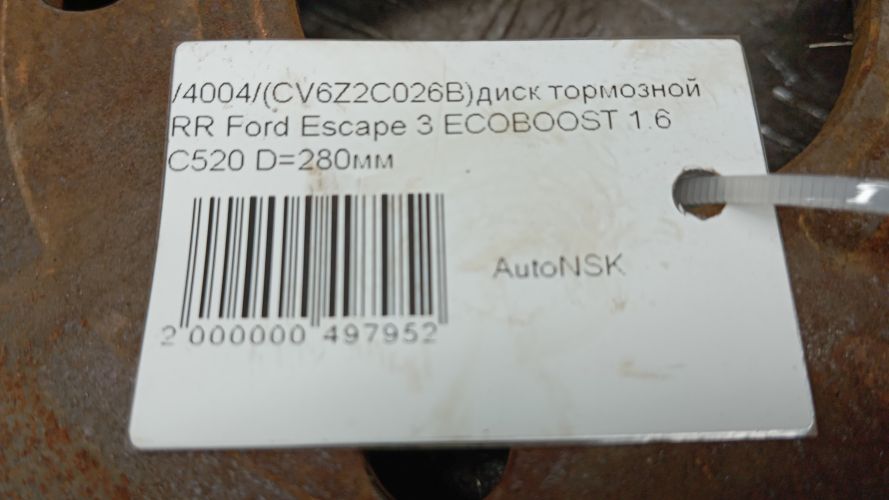 /4004/(CV6Z2C026B)диск тормозной
RR Ford Escape 3 ECOBOOST 1.6
C520 D=280мм
AutoNSK
2 000000 497952